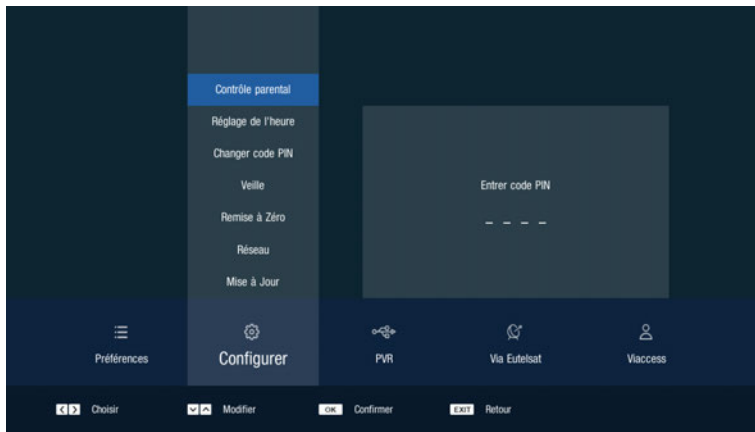 Contrôle parental
Réglage de l'heure
Changer code PIN
Veille
Remise à Zéro
Réseau
Mise à Jour
Entrer code PIN
_ _ _ _
Préférences
Configurer
PVR
Via Eutelsat
Viaccess
Choisir
Modifier
OK Confirmer
EXIT Retour